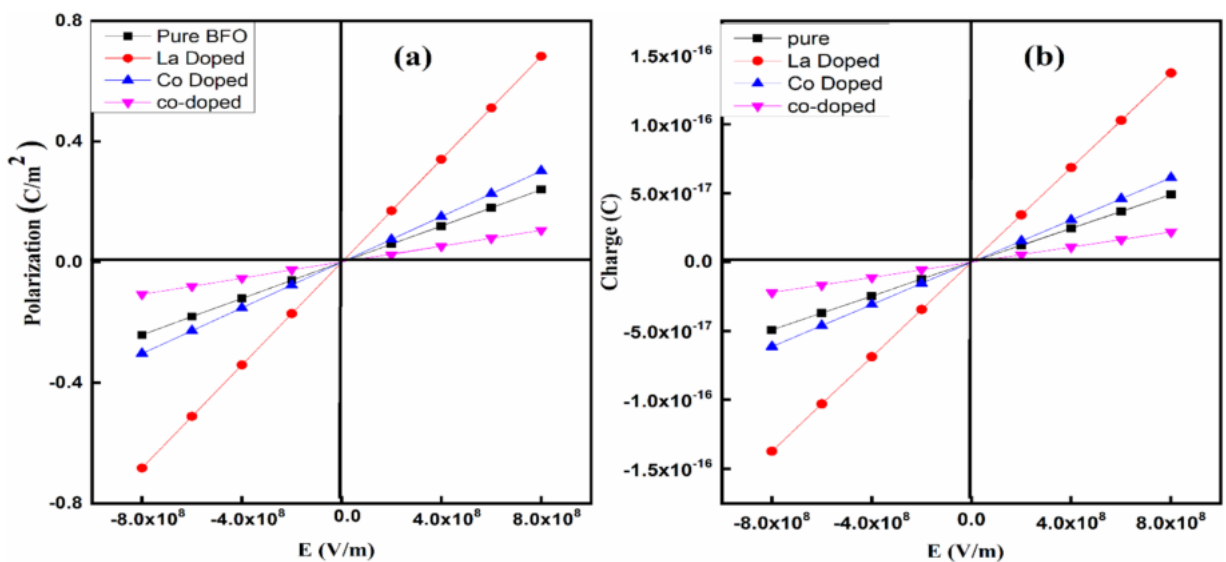 Pure BFO
La Doped
Co Doped
co-doped
(a)
0.8
0.4
0.0
-0.4
-0.8
Polarization (C/m²)
-8.0x10⁸
-4.0x10⁸
0.0
4.0x10⁸
8.0x10⁸
E (V/m)
pure
La Doped
Co Doped
co-doped
(b)
1.5x10⁻¹⁶
1.0x10⁻¹⁶
5.0x10⁻¹⁷
0.0
-5.0x10⁻¹⁷
-1.0x10⁻¹⁶
-1.5x10⁻¹⁶
Charge (C)
-8.0x10⁸
-4.0x10⁸
0.0
4.0x10⁸
8.0x10⁸
E (V/m)